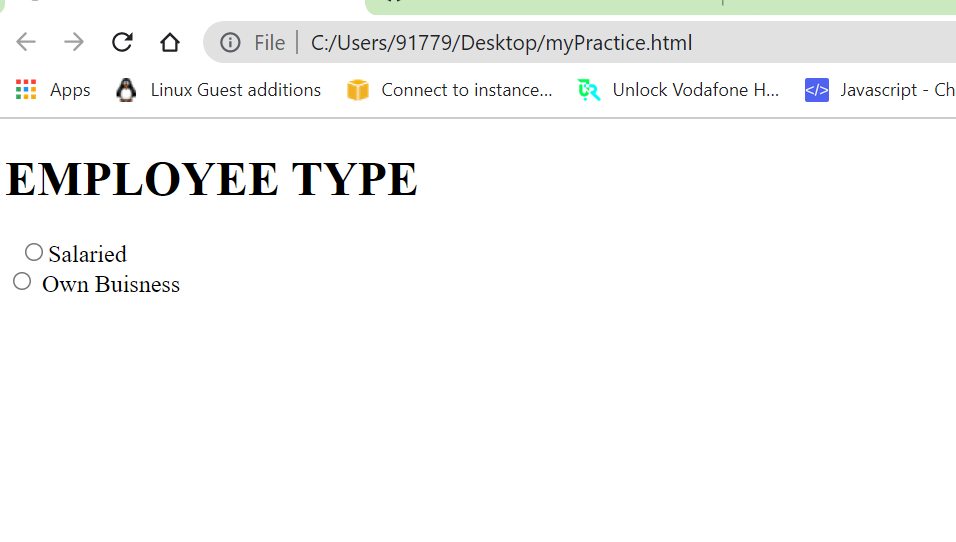 File | C:/Users/91779/Desktop/myPractice.html
Apps Linux Guest additions Connect to instance... Unlock Vodafone H... </> Javascript - Ch
EMPLOYEE TYPE
Salaried
Own Buisness